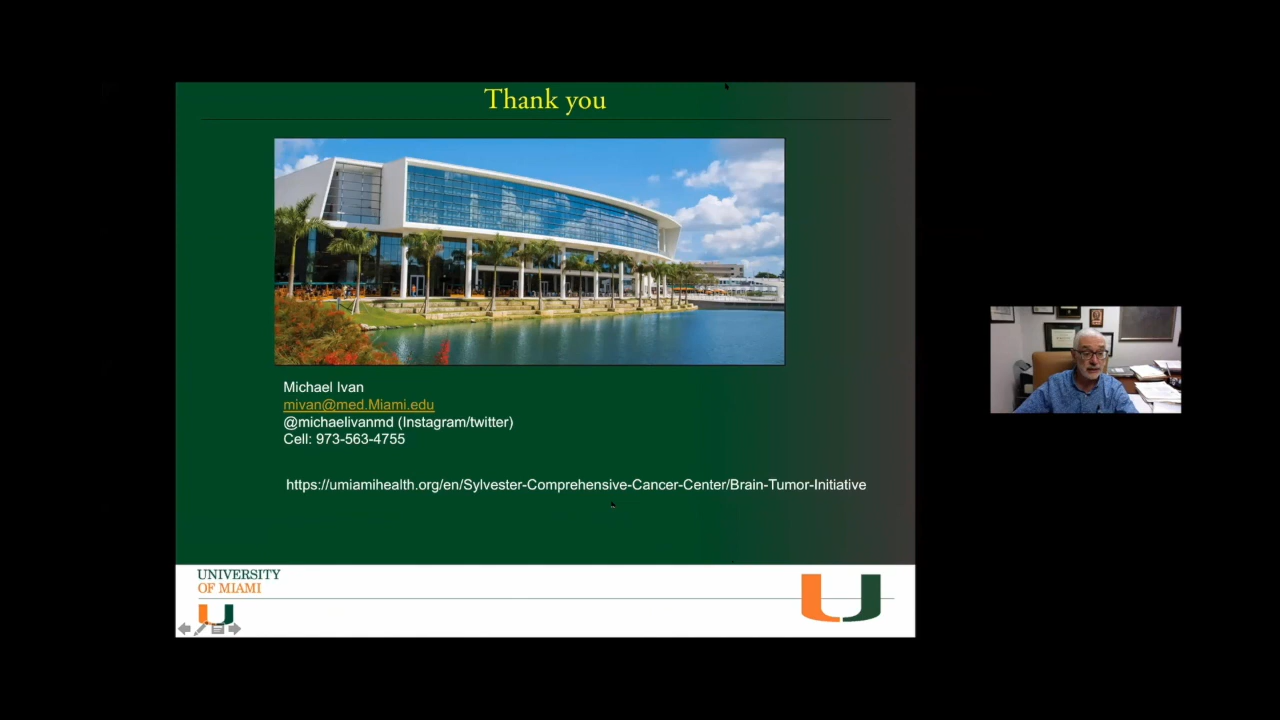 Thank you
Michael Ivan
mivan@med.Miami.edu
@michaelivanmd (Instagram/twitter)
Cell: 973-563-4755
https://umiamihealth.org/en/Sylvester-Comprehensive-Cancer-Center/Brain-Tumor-Initiative
UNIVERSITY
OF MIAMI